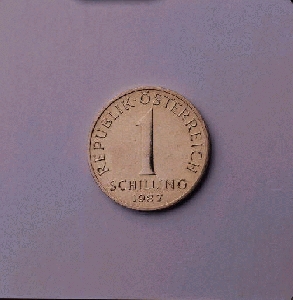 REPUBLIK·ÖSTERREICH
1
SCHILLING
1987